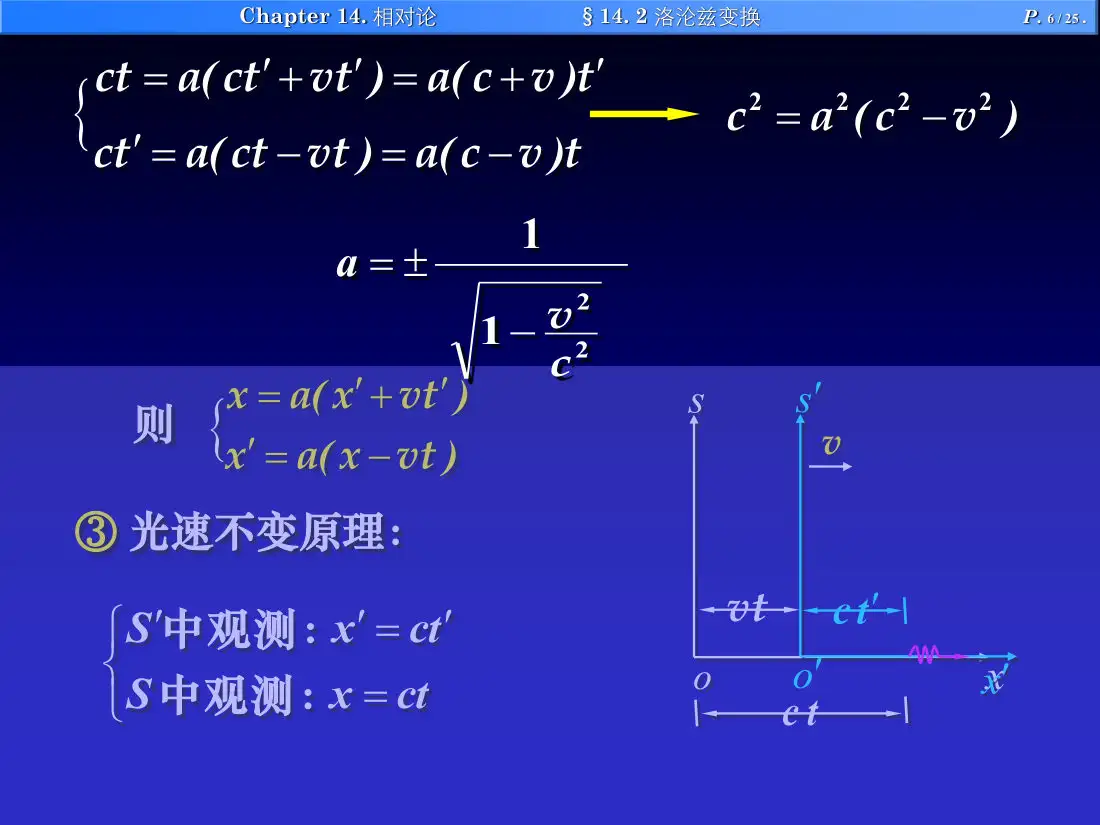 Chapter 14. 相对论 §14. 2 洛沦兹变换 P. 6 / 25 .
ct = a( ct′ + vt′ ) = a( c + v )t′
ct′ = a( ct − vt ) = a( c − v )t
c² = a² ( c² − v² )
a = ± 1 / √(1 − v² / c²)
则
x = a( x′ + vt′ )
x′ = a( x − vt )
③ 光速不变原理:
S′中观测: x′ = ct′
S 中观测: x = ct
s s′
v
vt ct′
o o′ x x′
ct